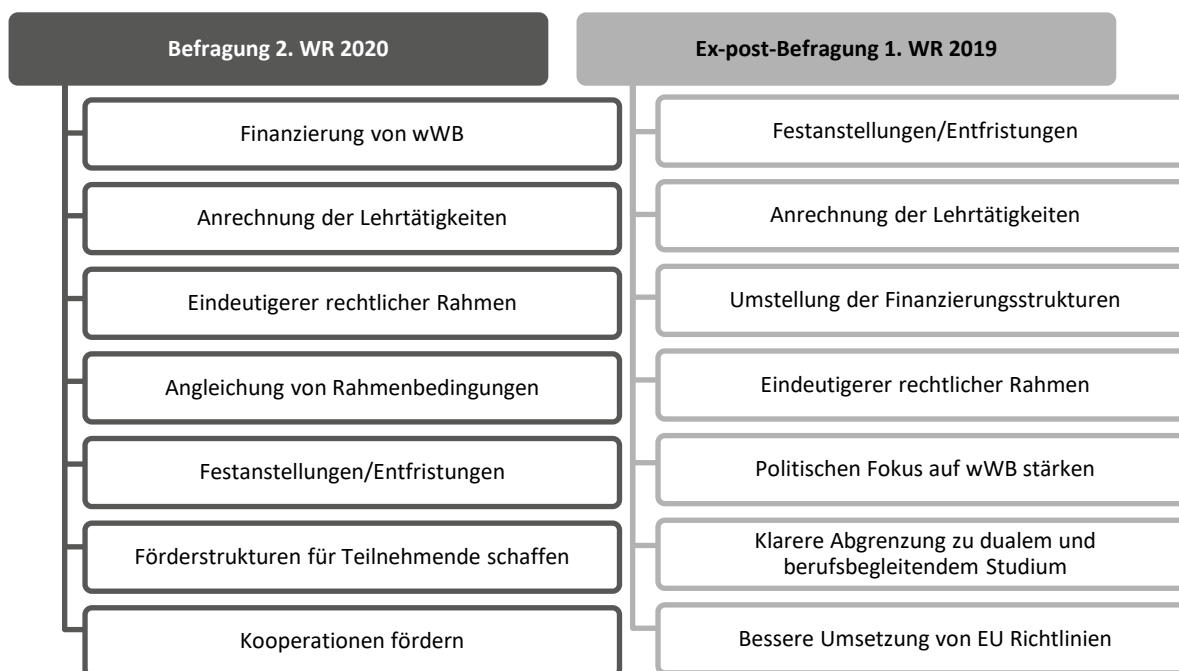 Befragung 2. WR 2020
Finanzierung von wWB
Anrechnung der Lehrtätigkeiten
Eindeutigerer rechtlicher Rahmen
Angleichung von Rahmenbedingungen
Festanstellungen/Entfristungen
Förderstrukturen für Teilnehmende schaffen
Kooperationen fördern
Ex-post-Befragung 1. WR 2019
Festanstellungen/Entfristungen
Anrechnung der Lehrtätigkeiten
Umstellung der Finanzierungsstrukturen
Eindeutigerer rechtlicher Rahmen
Politischen Fokus auf wWB stärken
Klarere Abgrenzung zu dualem und
berufsbegleitendem Studium
Bessere Umsetzung von EU Richtlinien